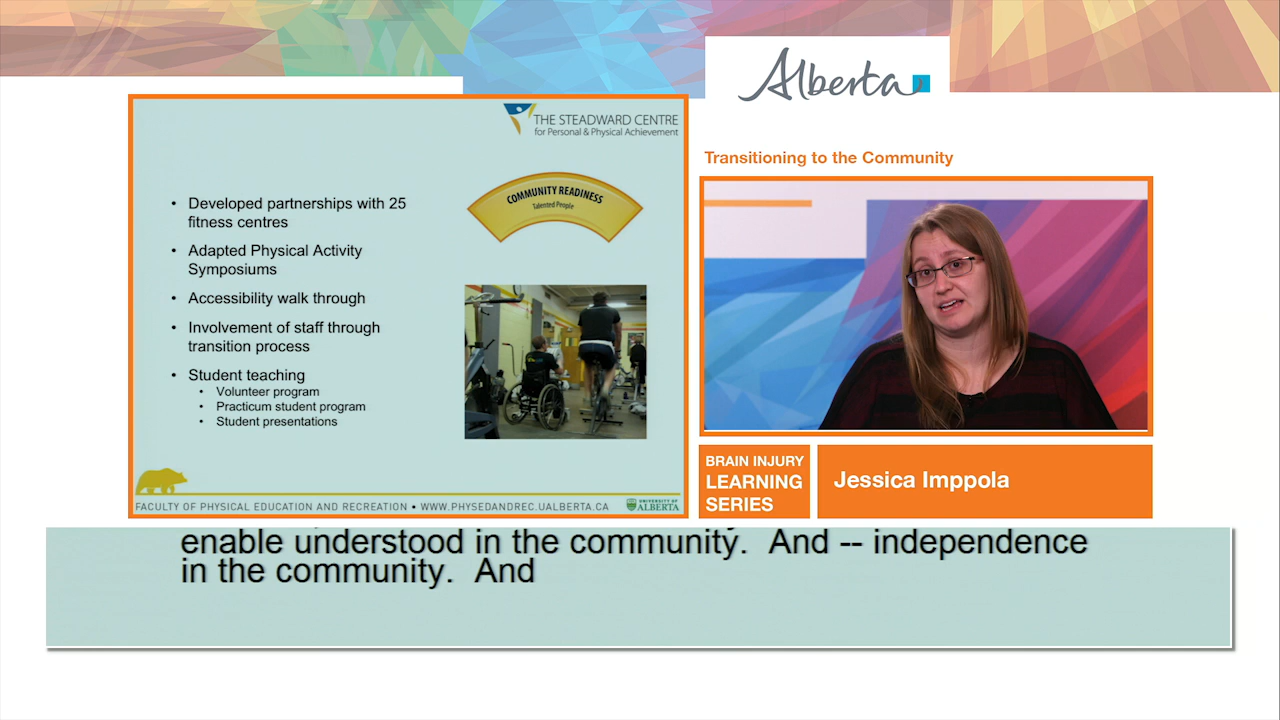 Alberta
THE STEADWARD CENTRE
for Personal & Physical Achievement
COMMUNITY READINESS
Talented People
• Developed partnerships with 25
fitness centres
• Adapted Physical Activity
Symposiums
• Accessibility walk through
• Involvement of staff through
transition process
• Student teaching
• Volunteer program
• Practicum student program
• Student presentations
FACULTY OF PHYSICAL EDUCATION AND RECREATION • WWW.PHYSEDANDREC.UALBERTA.CA
UNIVERSITY OF
ALBERTA
Transitioning to the Community
BRAIN INJURY
LEARNING
SERIES
Jessica Imppola
enable understood in the community.  And -- independence
in the community.  And